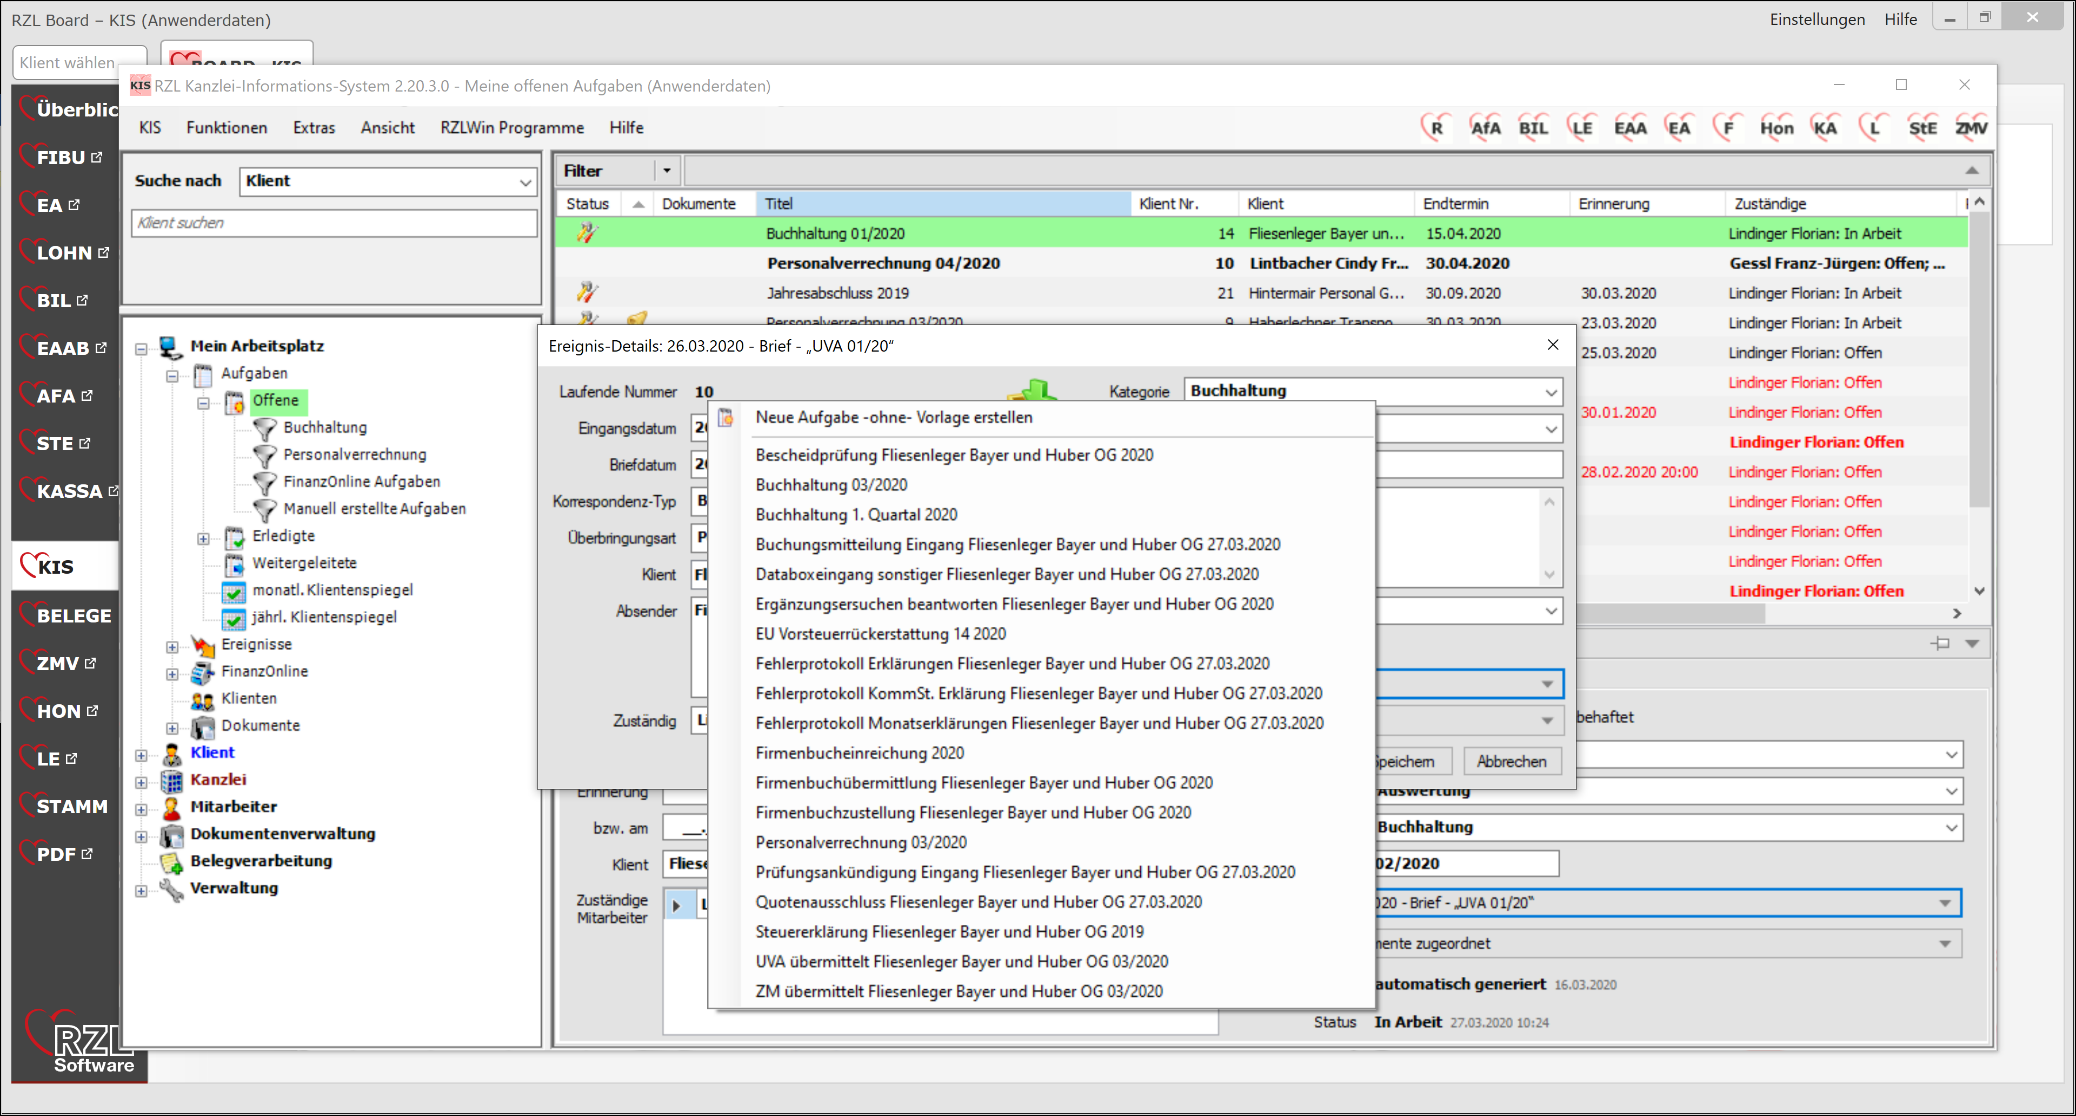 RZL Board – KIS (Anwenderdaten)
Einstellungen Hilfe
Klient wählen
BOARD - KIS
KIS RZL Kanzlei-Informations-System 2.20.3.0 - Meine offenen Aufgaben (Anwenderdaten)
KIS Funktionen Extras Ansicht RZLWin Programme Hilfe
R AfA BIL LE EAA EA F Hon KA L StE ZMV
Überblic
FIBU
EA
LOHN
BIL
EAAB
AFA
STE
KASSA
KIS
BELEGE
ZMV
HON
LE
STAMM
PDF
RZL
Software
Suche nach Klient
Klient suchen
Mein Arbeitsplatz
Aufgaben
Offene
Buchhaltung
Personalverrechnung
FinanzOnline Aufgaben
Manuell erstellte Aufgaben
Erledigte
Weitergeleitete
monatl. Klientenspiegel
jährl. Klientenspiegel
Ereignisse
FinanzOnline
Klienten
Dokumente
Klient
Kanzlei
Mitarbeiter
Dokumentenverwaltung
Belegverarbeitung
Verwaltung
Filter
Status Dokumente Titel Klient Nr. Klient Endtermin Erinnerung Zuständige
Buchhaltung 01/2020 14 Fliesenleger Bayer un... 15.04.2020 Lindinger Florian: In Arbeit
Personalverrechnung 04/2020 10 Lintbacher Cindy Fr... 30.04.2020 Gessl Franz-Jürgen: Offen; ...
Jahresabschluss 2019 21 Hintermair Personal G... 30.09.2020 30.03.2020 Lindinger Florian: In Arbeit
Personalverrechnung 03/2020 9 Haberlechner Transpo... 30.03.2020 23.03.2020 Lindinger Florian: In Arbeit
25.03.2020 Lindinger Florian: Offen
Lindinger Florian: Offen
30.01.2020 Lindinger Florian: Offen
Lindinger Florian: Offen
28.02.2020 20:00 Lindinger Florian: Offen
Lindinger Florian: Offen
Lindinger Florian: Offen
Lindinger Florian: Offen
Lindinger Florian: Offen
Ereignis-Details: 26.03.2020 - Brief - „UVA 01/20“
Laufende Nummer 10 Kategorie Buchhaltung
Eingangsdatum 2
Briefdatum 2
Korrespondenz-Typ B
Überbringungsart P
Klient Fl
Absender Fi
Zuständig Li
Speichern Abbrechen
Neue Aufgabe -ohne- Vorlage erstellen
Bescheidprüfung Fliesenleger Bayer und Huber OG 2020
Buchhaltung 03/2020
Buchhaltung 1. Quartal 2020
Buchungsmitteilung Eingang Fliesenleger Bayer und Huber OG 27.03.2020
Databoxeingang sonstiger Fliesenleger Bayer und Huber OG 27.03.2020
Ergänzungsersuchen beantworten Fliesenleger Bayer und Huber OG 2020
EU Vorsteuerrückerstattung 14 2020
Fehlerprotokoll Erklärungen Fliesenleger Bayer und Huber OG 27.03.2020
Fehlerprotokoll KommSt. Erklärung Fliesenleger Bayer und Huber OG 27.03.2020
Fehlerprotokoll Monatserklärungen Fliesenleger Bayer und Huber OG 27.03.2020
Firmenbucheinreichung 2020
Firmenbuchübermittlung Fliesenleger Bayer und Huber OG 2020
Firmenbuchzustellung Fliesenleger Bayer und Huber OG 2020
Personalverrechnung 03/2020
Prüfungsankündigung Eingang Fliesenleger Bayer und Huber OG 27.03.2020
Quotenausschluss Fliesenleger Bayer und Huber OG 27.03.2020
Steuererklärung Fliesenleger Bayer und Huber OG 2019
UVA übermittelt Fliesenleger Bayer und Huber OG 03/2020
ZM übermittelt Fliesenleger Bayer und Huber OG 03/2020
behaftet
Erinnerung Auswertung
bzw. am __. Buchhaltung
Klient Fliese 02/2020
Zuständige Mitarbeiter L
020 - Brief - „UVA 01/20“
mente zugeordnet
automatisch generiert 16.03.2020
Status In Arbeit 27.03.2020 10:24